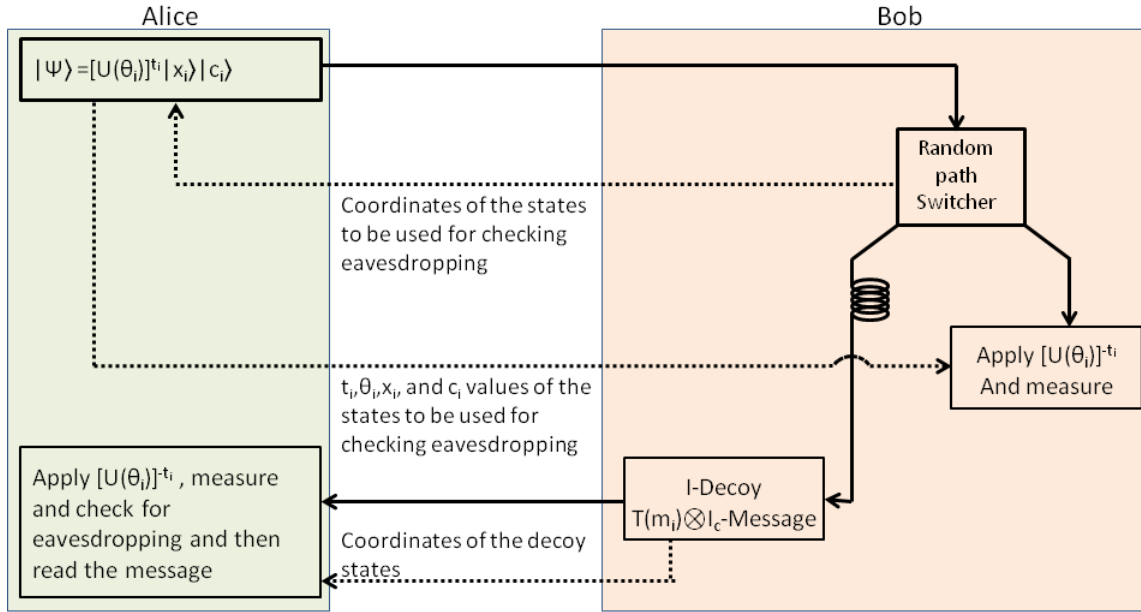 Alice
Bob
|Ψ⟩=[U(θᵢ)]ᵗⁱ|xᵢ⟩|cᵢ⟩
Random
path
Switcher
Coordinates of the states
to be used for checking
eavesdropping
Apply [U(θᵢ)]⁻ᵗⁱ
And measure
tᵢ,θᵢ,xᵢ, and cᵢ values of the
states to be used for
checking eavesdropping
Apply [U(θᵢ)]⁻ᵗⁱ , measure
and check for
eavesdropping and then
read the message
I-Decoy
T(mᵢ)⊗I꜀-Message
Coordinates of the decoy
states